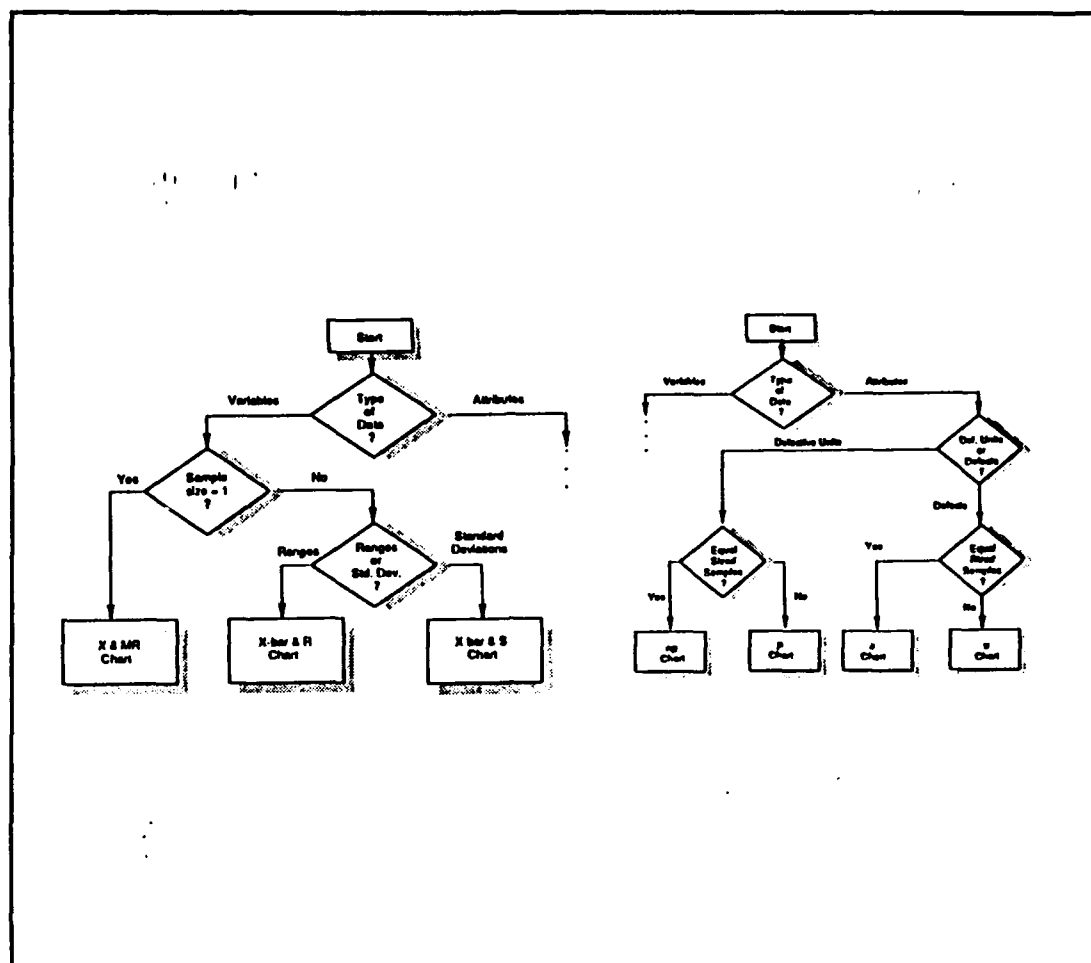 Start
Type
of
Data
?
Variables
Attributes
Sample
size = 1
?
Yes
No
Ranges
or
Std. Dev.
?
Ranges
Standard
Deviations
X & MR
Chart
X-bar & R
Chart
X bar & S
Chart
Start
Type
of
Data
?
Variables
Attributes
Defective Units
Def. Units
or
Defects
?
Defects
Equal
Sized
Samples
?
Yes
No
Equal
Sized
Samples
?
Yes
No
np
Chart
p
Chart
Chart
u
Chart